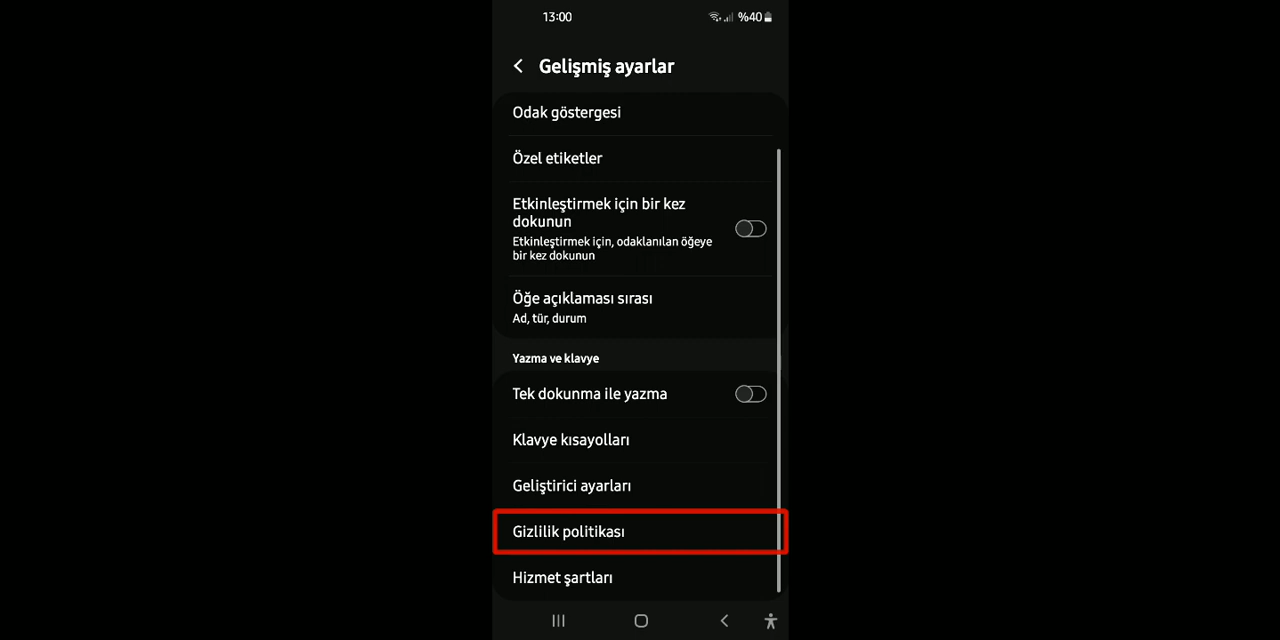 13:00 %40
Gelişmiş ayarlar
Odak göstergesi
Özel etiketler
Etkinleştirmek için bir kez
dokunun
Etkinleştirmek için, odaklanılan öğeye
bir kez dokunun
Öğe açıklaması sırası
Ad, tür, durum
Yazma ve klavye
Tek dokunma ile yazma
Klavye kısayolları
Geliştirici ayarları
Gizlilik politikası
Hizmet şartları